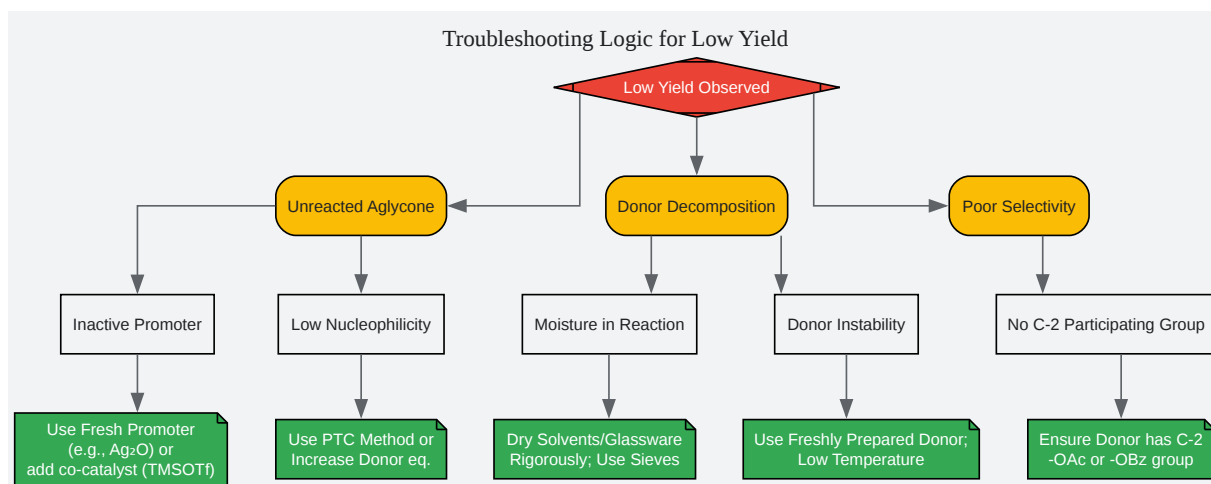 Troubleshooting Logic for Low Yield
Low Yield Observed
Unreacted Aglycone
Donor Decomposition
Poor Selectivity
Inactive Promoter
Low Nucleophilicity
Moisture in Reaction
Donor Instability
No C-2 Participating Group
Use Fresh Promoter
(e.g., Ag₂O) or
add co-catalyst (TMSOTf)
Use PTC Method or
Increase Donor eq.
Dry Solvents/Glassware
Rigorously; Use Sieves
Use Freshly Prepared Donor;
Low Temperature
Ensure Donor has C-2
-OAc or -OBz group